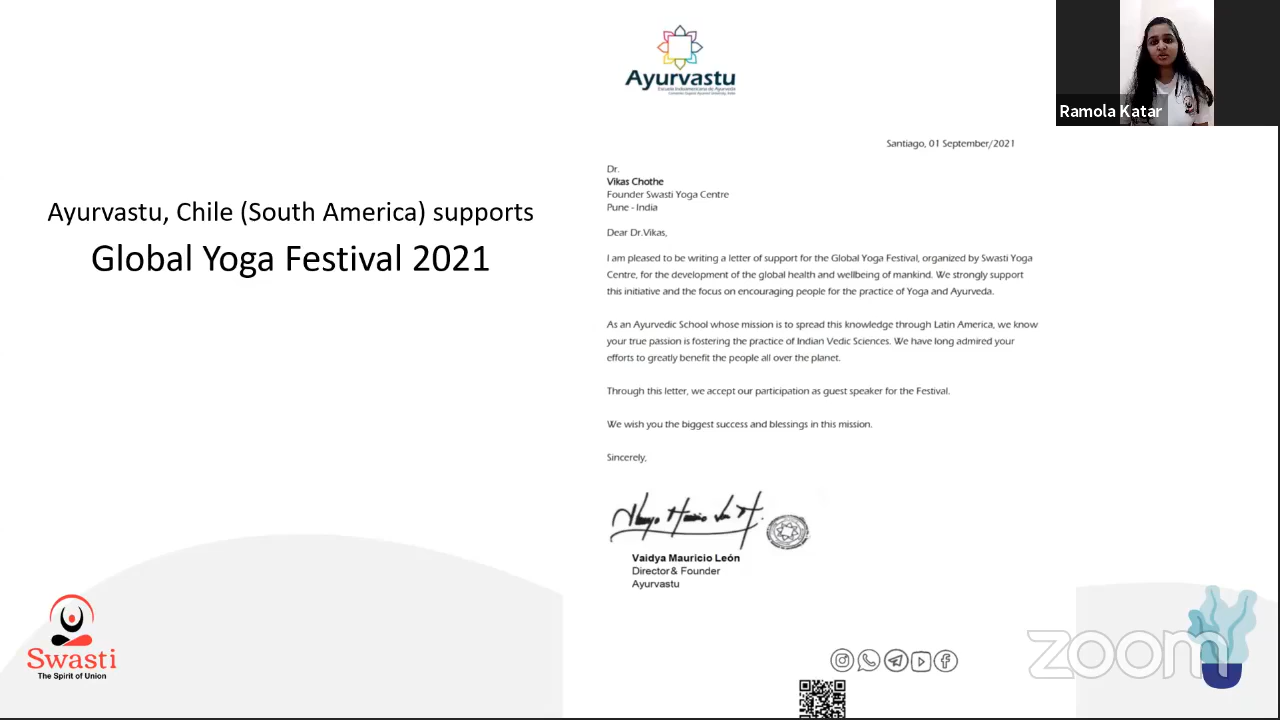 Ayurvastu
Escuela Indoamericana de Ayurveda
Ramola Katar
Santiago, 01 September/2021
Dr.
Vikas Chothe
Founder Swasti Yoga Centre
Pune - India
Dear Dr.Vikas,
I am pleased to be writing a letter of support for the Global Yoga Festival, organized by Swasti Yoga
Centre, for the development of the global health and wellbeing of mankind. We strongly support
this initiative and the focus on encouraging people for the practice of Yoga and Ayurveda.
As an Ayurvedic School whose mission is to spread this knowledge through Latin America, we know
your true passion is fostering the practice of Indian Vedic Sciences. We have long admired your
efforts to greatly benefit the people all over the planet.
Through this letter, we accept our participation as guest speaker for the Festival.
We wish you the biggest success and blessings in this mission.
Sincerely,
Vaidya Mauricio León
Director & Founder
Ayurvastu
Ayurvastu, Chile (South America) supports
Global Yoga Festival 2021
Swasti
The Spirit of Union
zoom